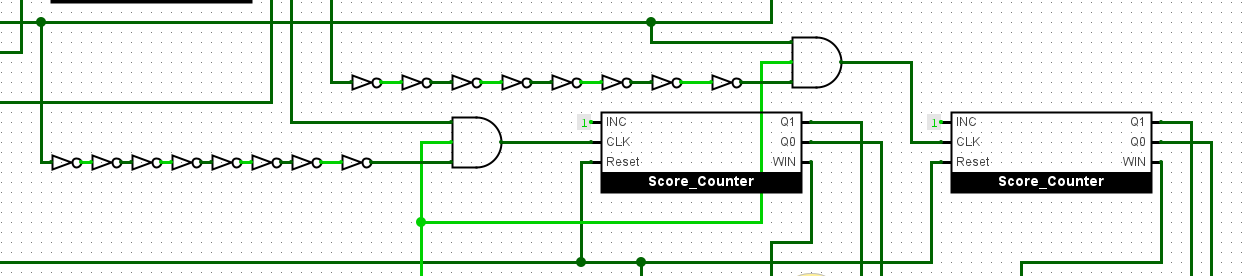 1 INC Q1
CLK Q0
Reset WIN
Score_Counter
1 INC Q1
CLK Q0
Reset WIN
Score_Counter